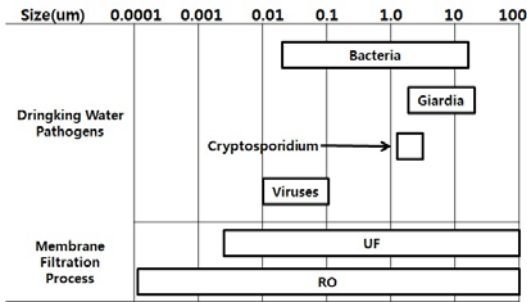 Size(um) 0.0001 0.001 0.01 0.1 1.0 10 100
Bacteria
Giardia
Dringking Water
Pathogens
Cryptosporidium
Viruses
Membrane
Filtration
Process
UF
RO